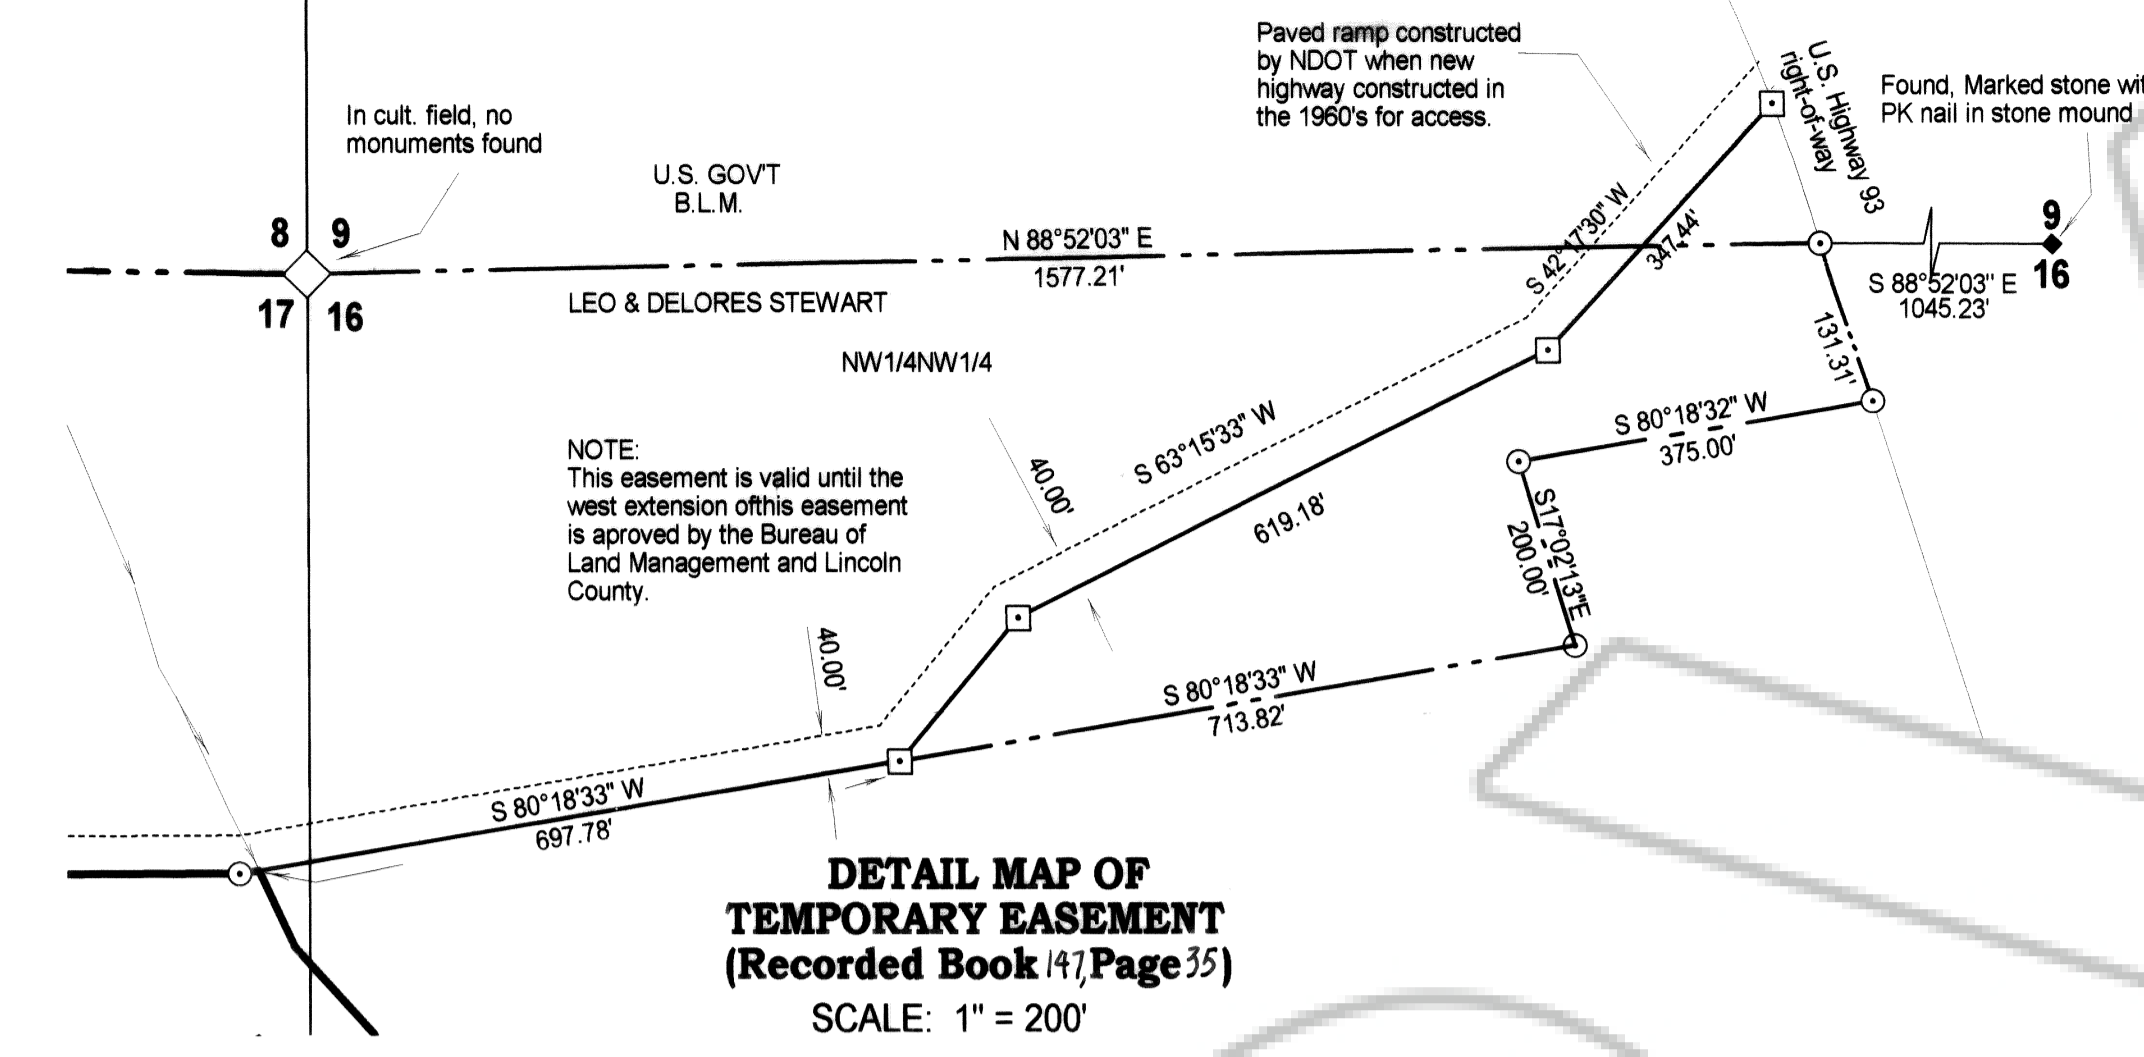 Paved ramp constructed
by NDOT when new
highway constructed in
the 1960's for access.
U.S. Highway 93
right-of-way
Found, Marked stone wit
PK nail in stone mound
In cult. field, no
monuments found
U.S. GOV'T
B.L.M.
8 9
17 16
N 88°52'03" E
1577.21'
LEO & DELORES STEWART
NW1/4NW1/4
S 42°17'30" W
347.44'
9
16
S 88°52'03" E
1045.23'
131.31'
S 80°18'32" W
375.00'
S 63°15'33" W
619.18'
40.00'
S17°02'13"E
200.00'
NOTE:
This easement is valid until the
west extension ofthis easement
is aproved by the Bureau of
Land Management and Lincoln
County.
40.00'
S 80°18'33" W
713.82'
S 80°18'33" W
697.78'
DETAIL MAP OF
TEMPORARY EASEMENT
(Recorded Book 147, Page 35)
SCALE: 1" = 200'